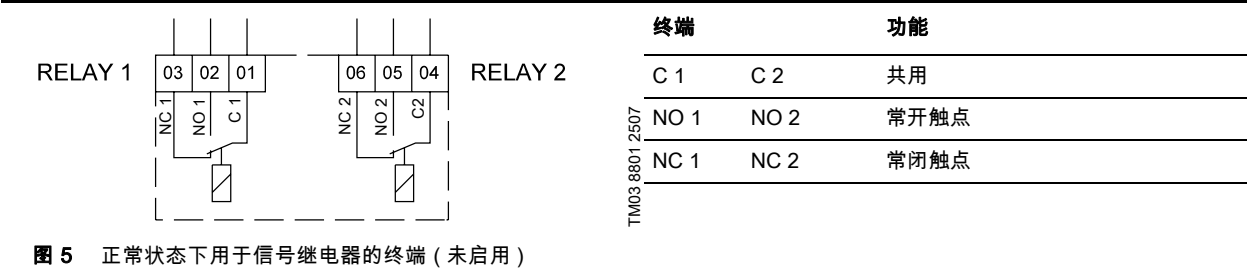 RELAY 1
03 02 01
NC 1
NO 1
C 1
06 05 04
NC 2
NO 2
C2
RELAY 2
TM03 8801 2507
终端 功能
C 1 C 2 共用
NO 1 NO 2 常开触点
NC 1 NC 2 常闭触点
图 5 正常状态下用于信号继电器的终端（未启用）